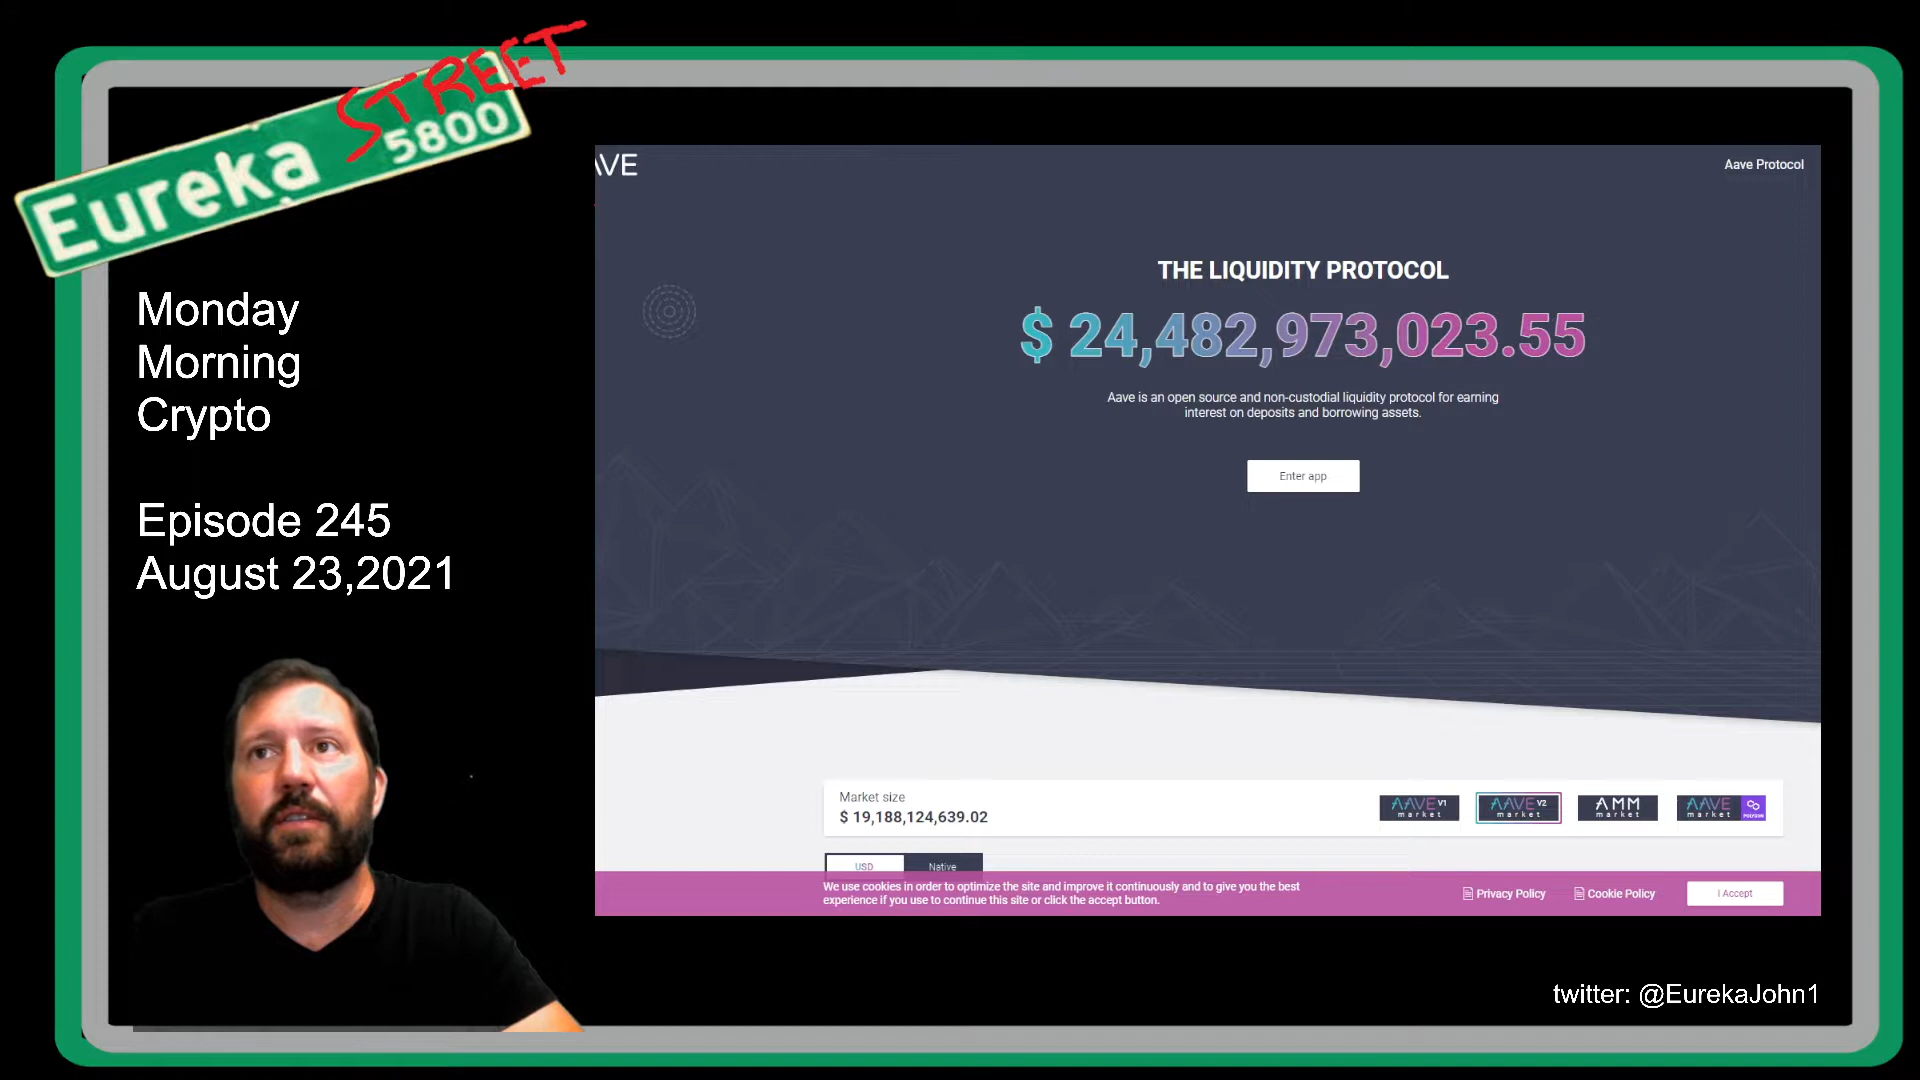 Eureka
STREET
5800
Monday
Morning
Crypto
Episode 245
August 23,2021
AVE
Aave Protocol
THE LIQUIDITY PROTOCOL
$ 24,482,973,023.55
Aave is an open source and non-custodial liquidity protocol for earning
interest on deposits and borrowing assets.
Enter app
Market size
$ 19,188,124,639.02
AAVE V1
market
AAVE V2
market
AMM
market
AAVE
market
POLYGON
USD
Native
We use cookies in order to optimize the site and improve it continuously and to give you the best
experience if you use to continue this site or click the accept button.
Privacy Policy
Cookie Policy
I Accept
twitter: @EurekaJohn1